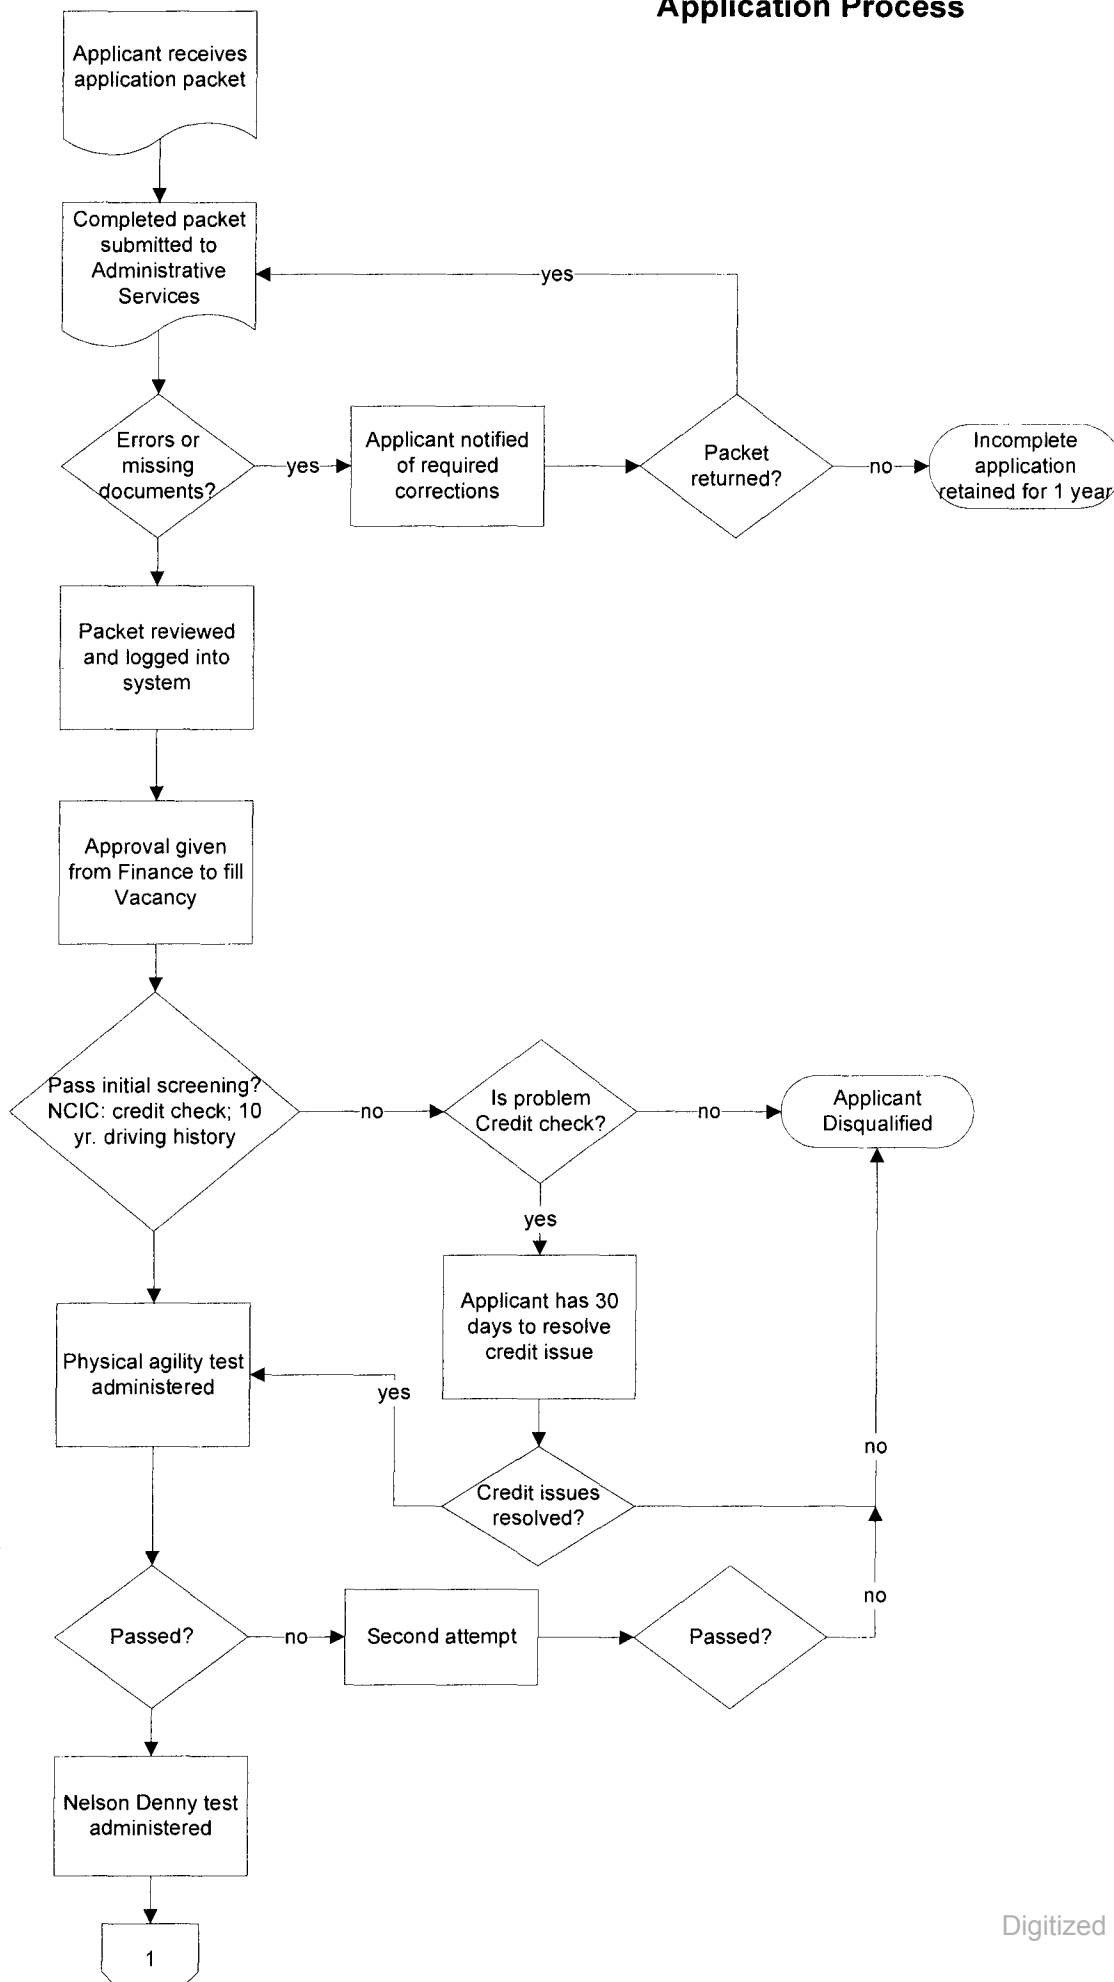 Application Process
Applicant receives
application packet
Completed packet
submitted to
Administrative
Services
yes
Errors or
missing
documents?
yes
Applicant notified
of required
corrections
Packet
returned?
no
Incomplete
application
retained for 1 year
Packet reviewed
and logged into
system
Approval given
from Finance to fill
Vacancy
Pass initial screening?
NCIC: credit check; 10
yr. driving history
no
Is problem
Credit check?
no
Applicant
Disqualified
yes
Applicant has 30
days to resolve
credit issue
Physical agility test
administered
yes
no
Credit issues
resolved?
no
Passed?
no
Second attempt
Passed?
Nelson Denny test
administered
1
Digitized